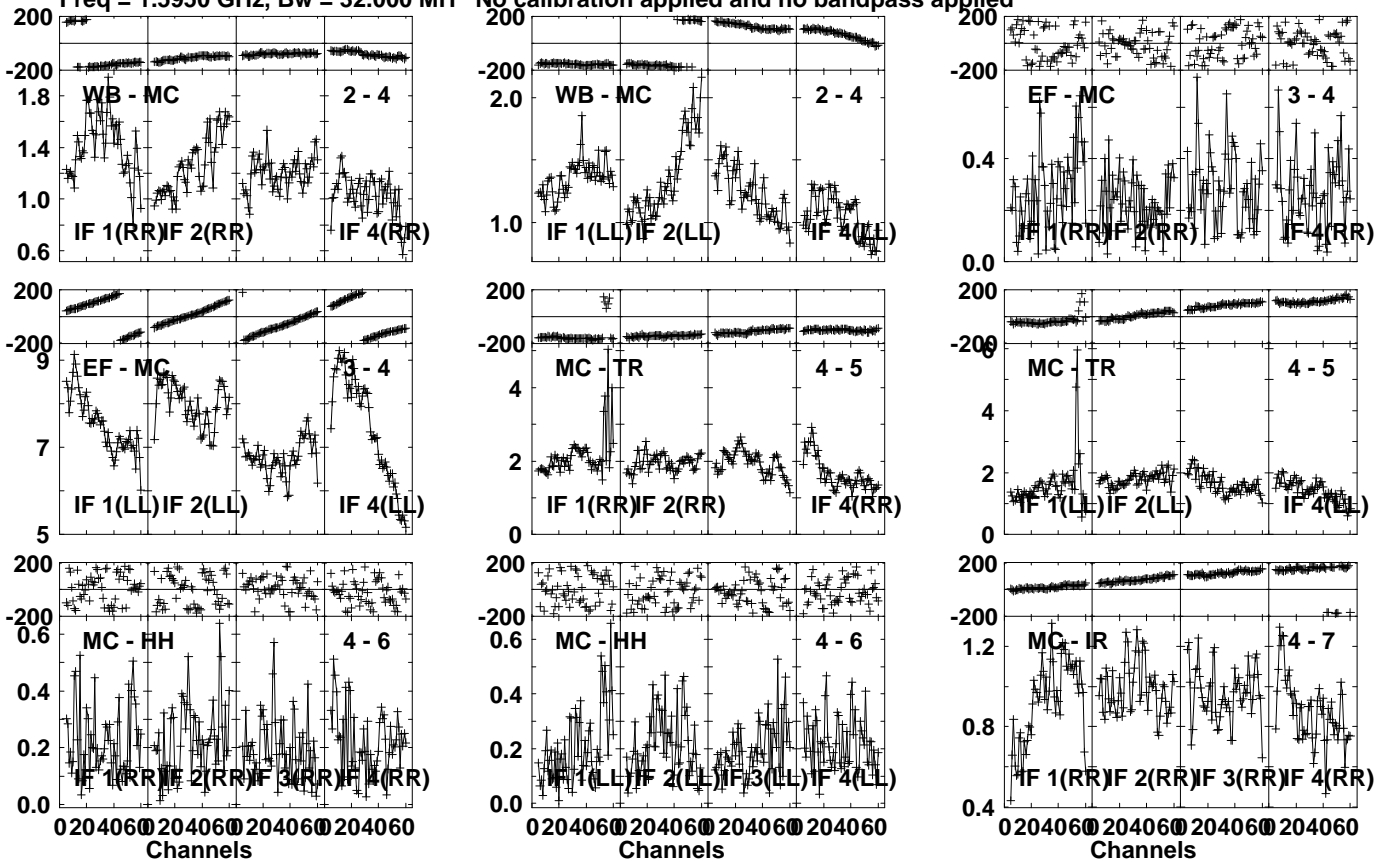 Freq = 1.5950 GHz, Bw = 32.000 MH No calibration applied and no bandpass applied
200
-200
1.8
1.4
1.0
0.6
WB - MC 2 - 4
IF 1(RR) IF 2(RR) IF 4(RR)
200
-200
2.0
1.0
WB - MC 2 - 4
IF 1(LL) IF 2(LL) IF 4(LL)
200
-200
0.4
0.0
EF - MC 3 - 4
IF 1(RR) IF 2(RR) IF 4(RR)
200
-200
9
7
5
EF - MC 3 - 4
IF 1(LL) IF 2(LL) IF 4(LL)
200
-200
4
2
0
MC - TR 4 - 5
IF 1(RR) IF 2(RR) IF 4(RR)
200
-200
6
4
2
0
MC - TR 4 - 5
IF 1(LL) IF 2(LL) IF 4(LL)
200
-200
0.6
0.4
0.2
0.0
MC - HH 4 - 6
IF 1(RR) IF 2(RR) IF 3(RR) IF 4(RR)
0 20 40 60 0 20 40 60 0 20 40 60 0 20 40 60
Channels
200
-200
0.6
0.4
0.2
0.0
MC - HH 4 - 6
IF 1(LL) IF 2(LL) IF 3(LL) IF 4(LL)
0 20 40 60 0 20 40 60 0 20 40 60 0 20 40 60
Channels
200
-200
1.2
0.8
0.4
MC - IR 4 - 7
IF 1(RR) IF 2(RR) IF 3(RR) IF 4(RR)
0 20 40 60 0 20 40 60 0 20 40 60 0 20 40 60
Channels